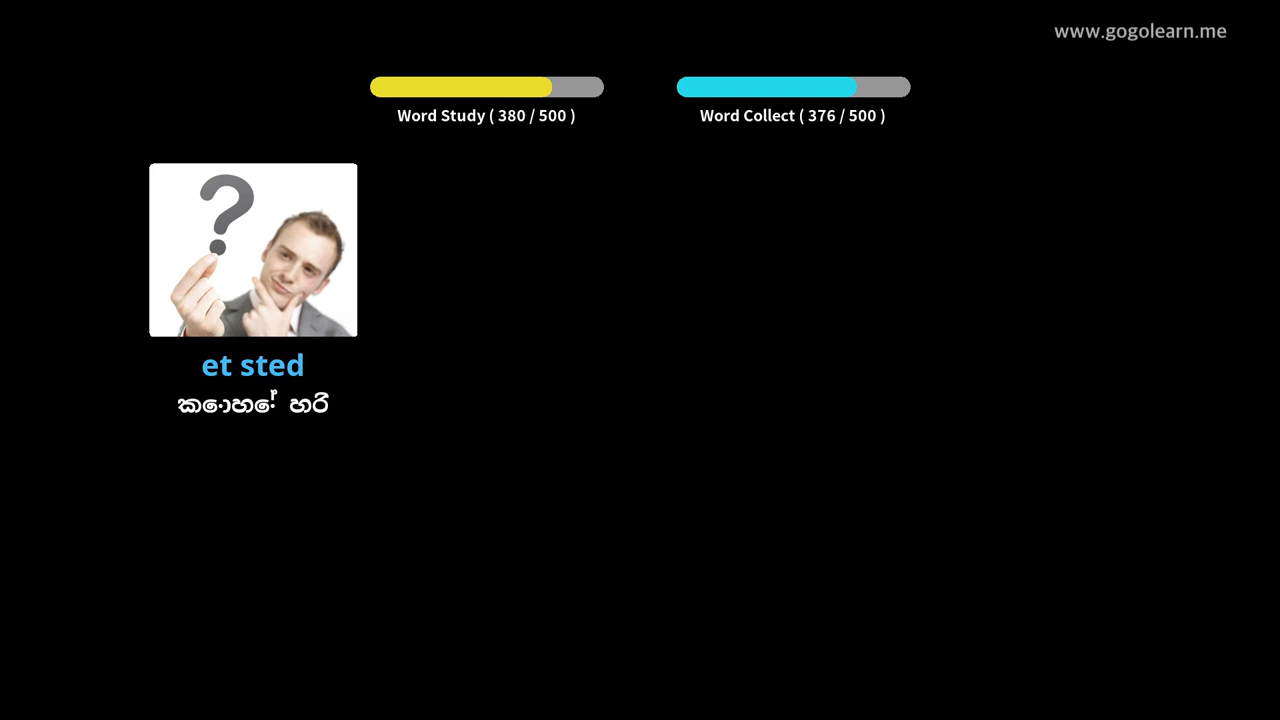 www.gogolearn.me
Word Study ( 380 / 500 )
Word Collect ( 376 / 500 )
et sted
කොහේ හරි